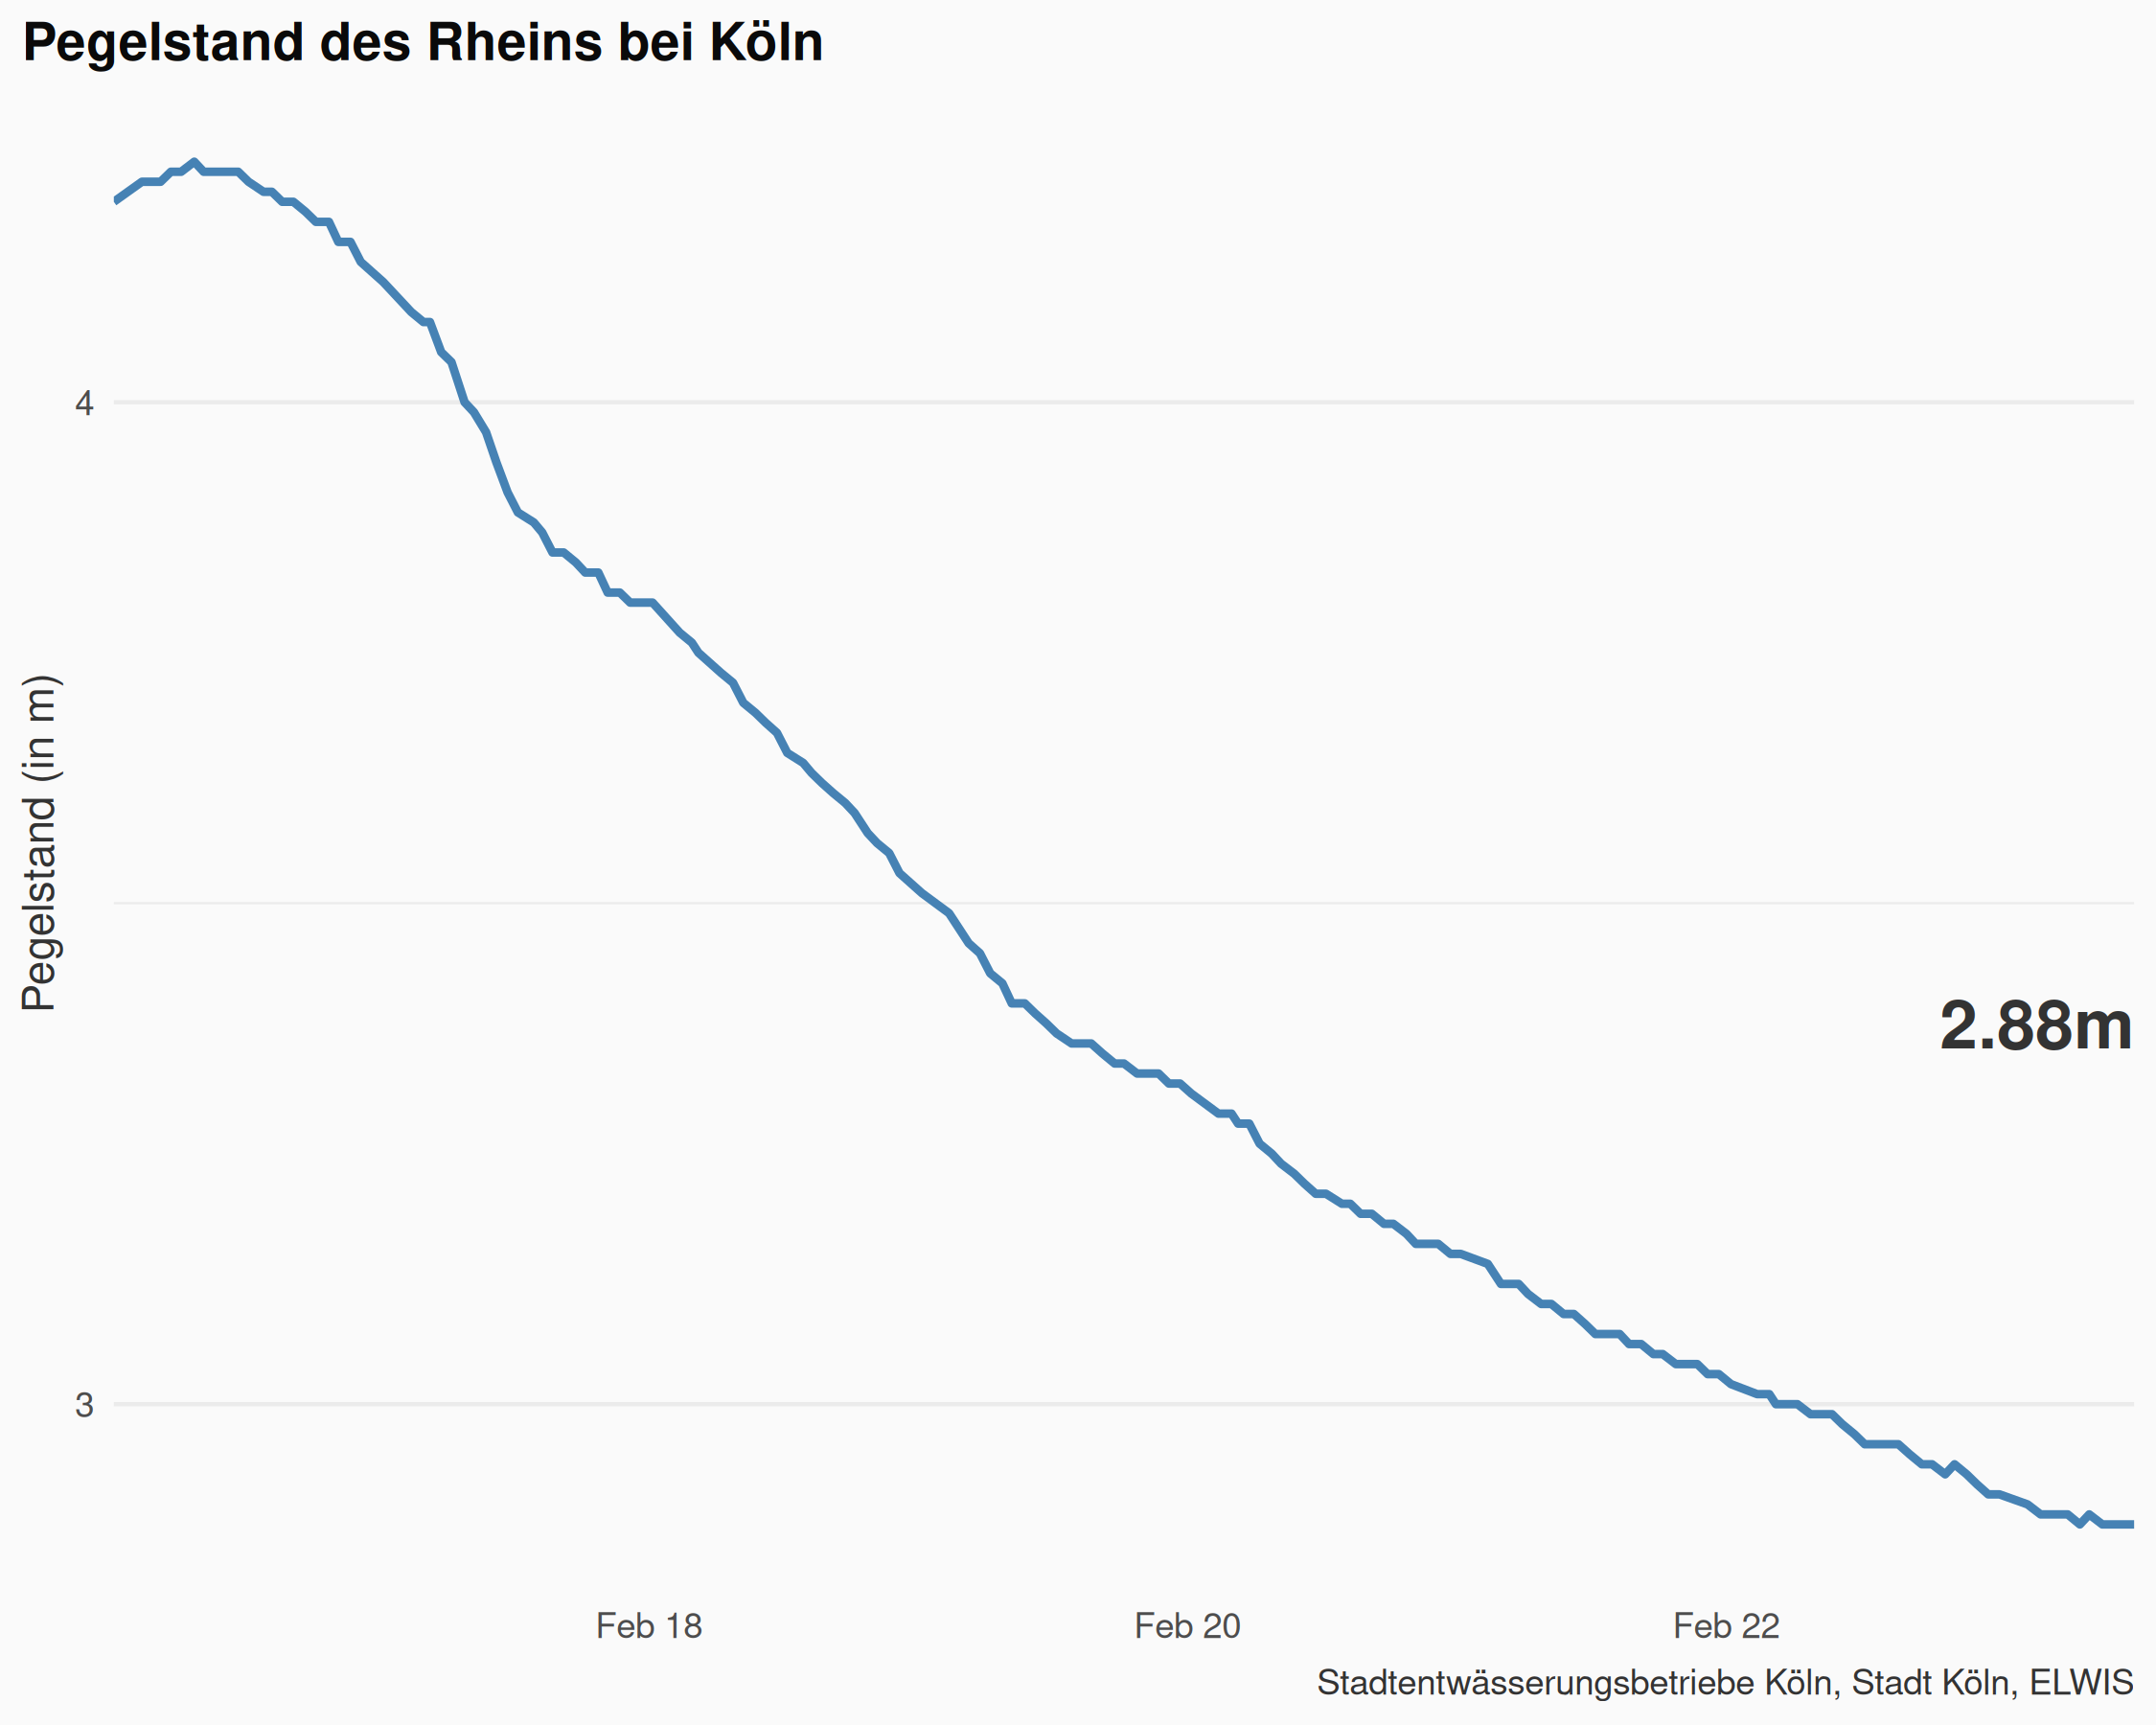 Pegelstand des Rheins bei Köln
4
Pegelstand (in m)
2.88m
3
Feb 18 Feb 20 Feb 22
Stadtentwässerungsbetriebe Köln, Stadt Köln, ELWIS